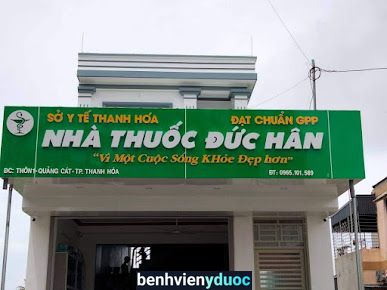 SỞ Y TẾ THANH HÓA ĐẠT CHUẨN GPP
NHÀ THUỐC ĐỨC HÂN
"Vì Một Cuộc Sống KHỏe Đẹp hơn"
ĐC: THÔN 1- QUẢNG CÁT- TP. THANH HÓA ĐT: 0965.101.589
benhvienyduoc